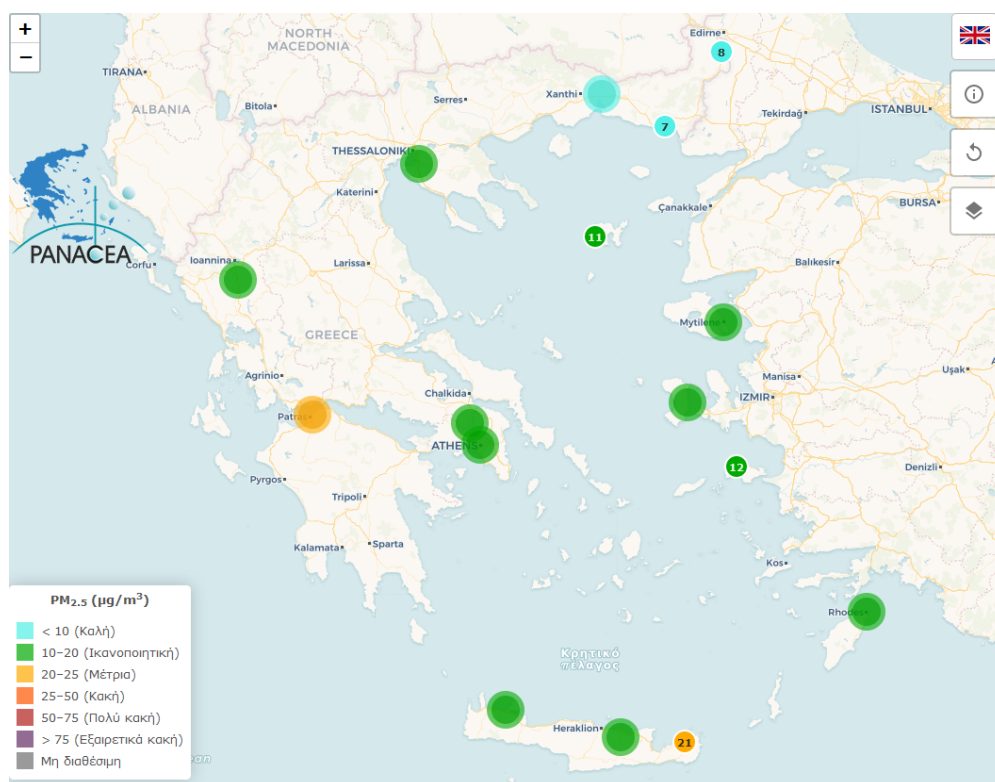 +
−
NORTH
MACEDONIA
Edirne
8
TIRANA
ALBANIA
Bitola
Serres
Xanthi
Tekirdağ
ISTANBUL
7
THESSALONIKI
Katerini
Çanakkale
BURSA
PANACEA
Corfu
Ioannina
Larissa
11
Balıkesir
Mytilene
GREECE
Agrinio
Chalkida
Manisa
Uşak
IZMIR
Patras
ATHENS
12
Denizli
Pyrgos
Tripoli
Kalamata
Sparta
Kos
Rhodes
Κρητικό
πέλαγος
Heraklion
21
PM2.5 (μg/m³)
< 10 (Καλή)
10–20 (Ικανοποιητική)
20–25 (Μέτρια)
25–50 (Κακή)
50–75 (Πολύ κακή)
> 75 (Εξαιρετικά κακή)
Μη διαθέσιμη